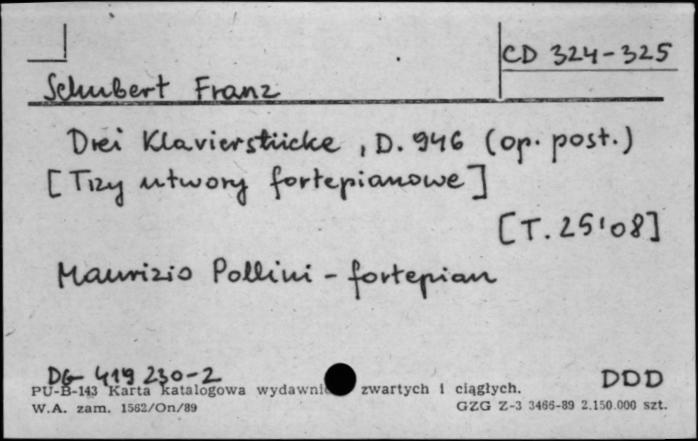 CD 324-325
Schubert Franz
Drei Klavierstücke, D. 946 (op. post.)
[Trzy utwory fortepianowe]
[T. 25'08]
Maurizio Pollini - fortepian
DG 419 230-2
DDD
PU-B-143 Karta katalogowa wydawni zwartych i ciągłych.
W.A. zam. 1562/On/89 GZG Z-3 3466-89 2.150.000 szt.